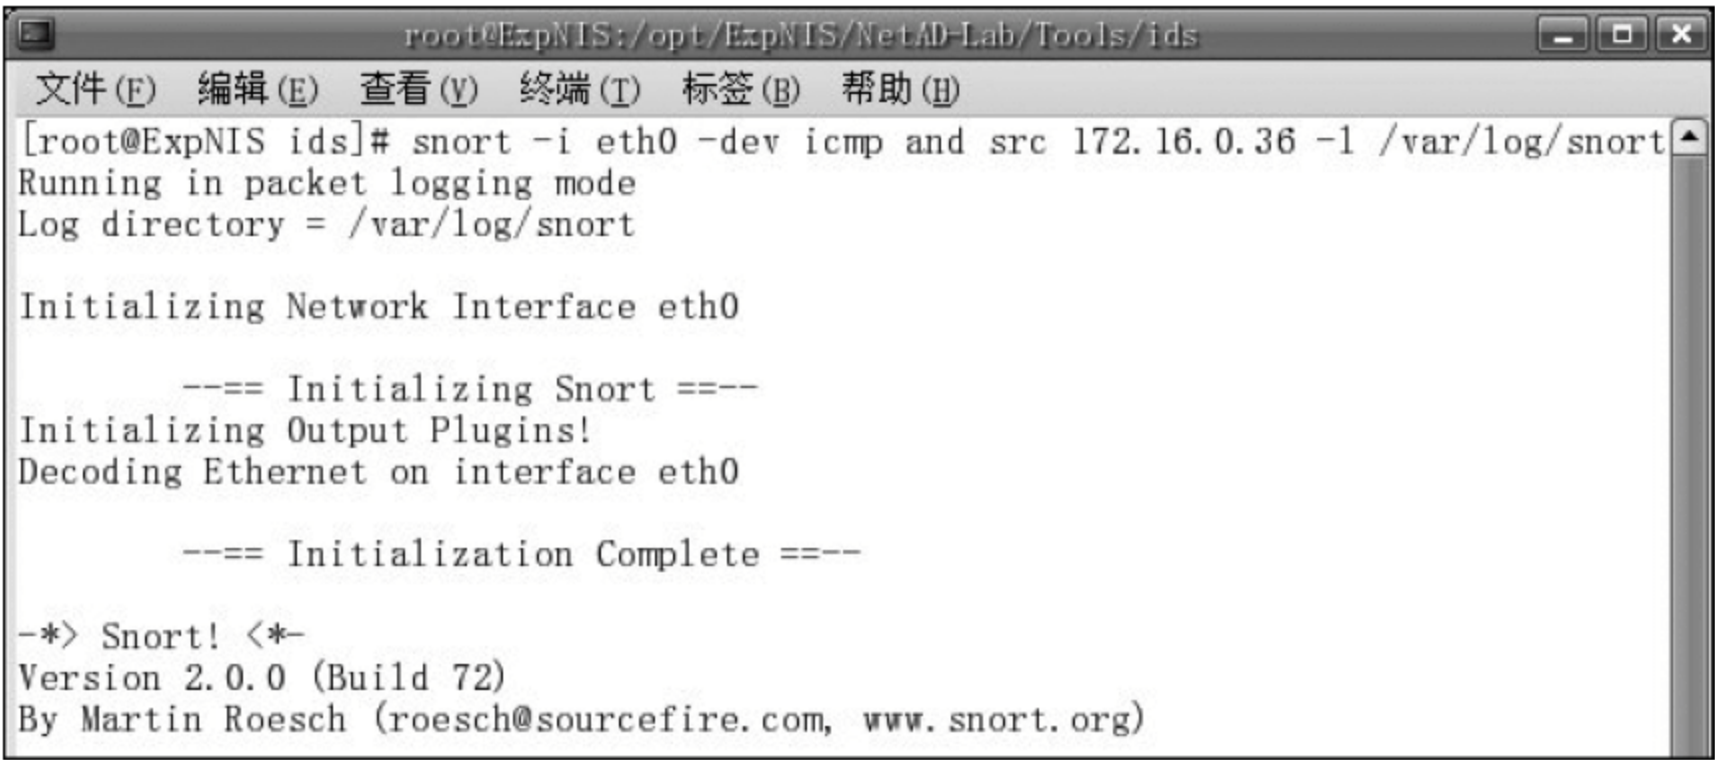 root@ExpNIS:/opt/ExpNIS/NetAD-Lab/Tools/ids
文件(F) 编辑(E) 查看(V) 终端(T) 标签(B) 帮助(H)
[root@ExpNIS ids]# snort -i eth0 -dev icmp and src 172.16.0.36 -l /var/log/snort
Running in packet logging mode
Log directory = /var/log/snort
Initializing Network Interface eth0
--== Initializing Snort ==--
Initializing Output Plugins!
Decoding Ethernet on interface eth0
--== Initialization Complete ==--
-*> Snort! <*-
Version 2.0.0 (Build 72)
By Martin Roesch (roesch@sourcefire.com, www.snort.org)